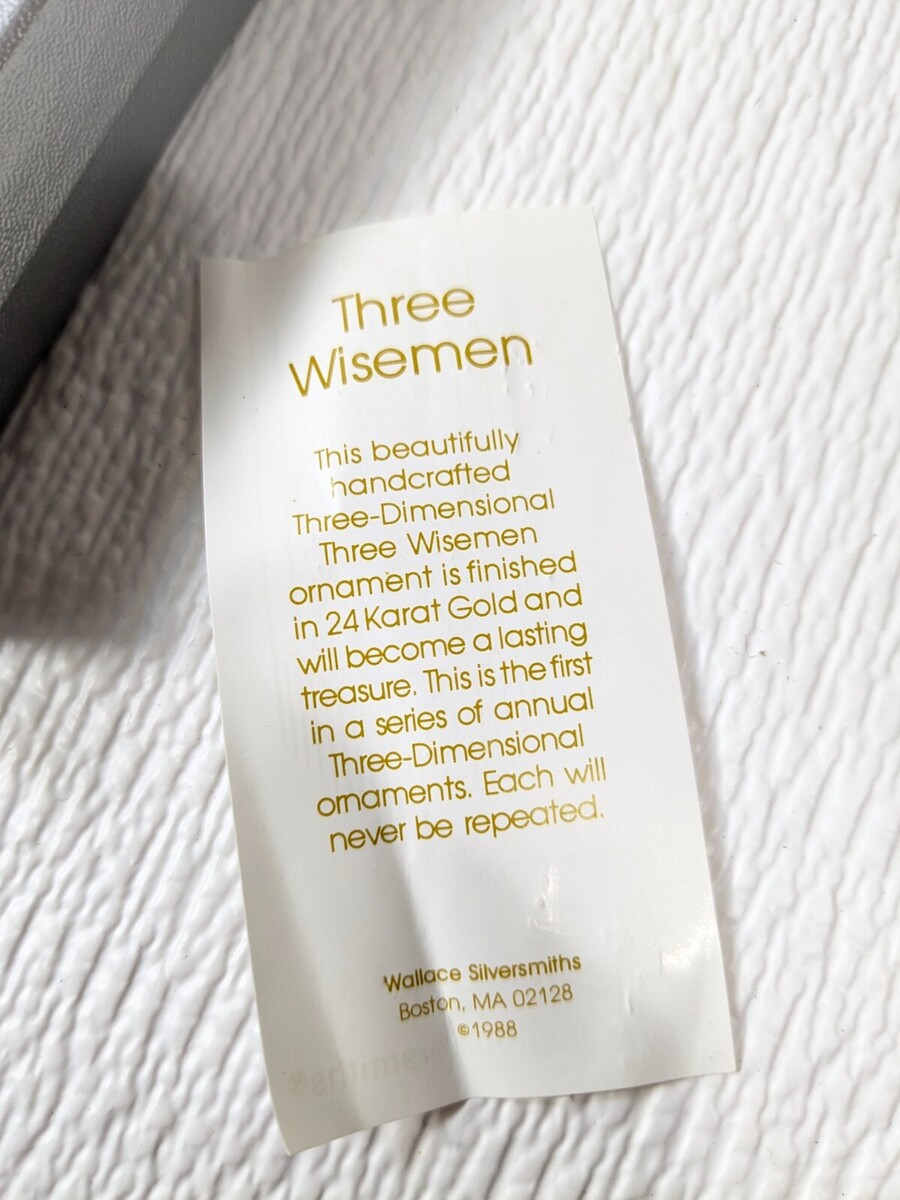 Three
Wisemen
This beautifully
handcrafted
Three-Dimensional
Three Wisemen
ornament is finished
in 24 Karat Gold and
will become a lasting
treasure. This is the first
in a series of annual
Three-Dimensional
ornaments. Each will
never be repeated.
Wallace Silversmiths
Boston, MA 02128
©1988